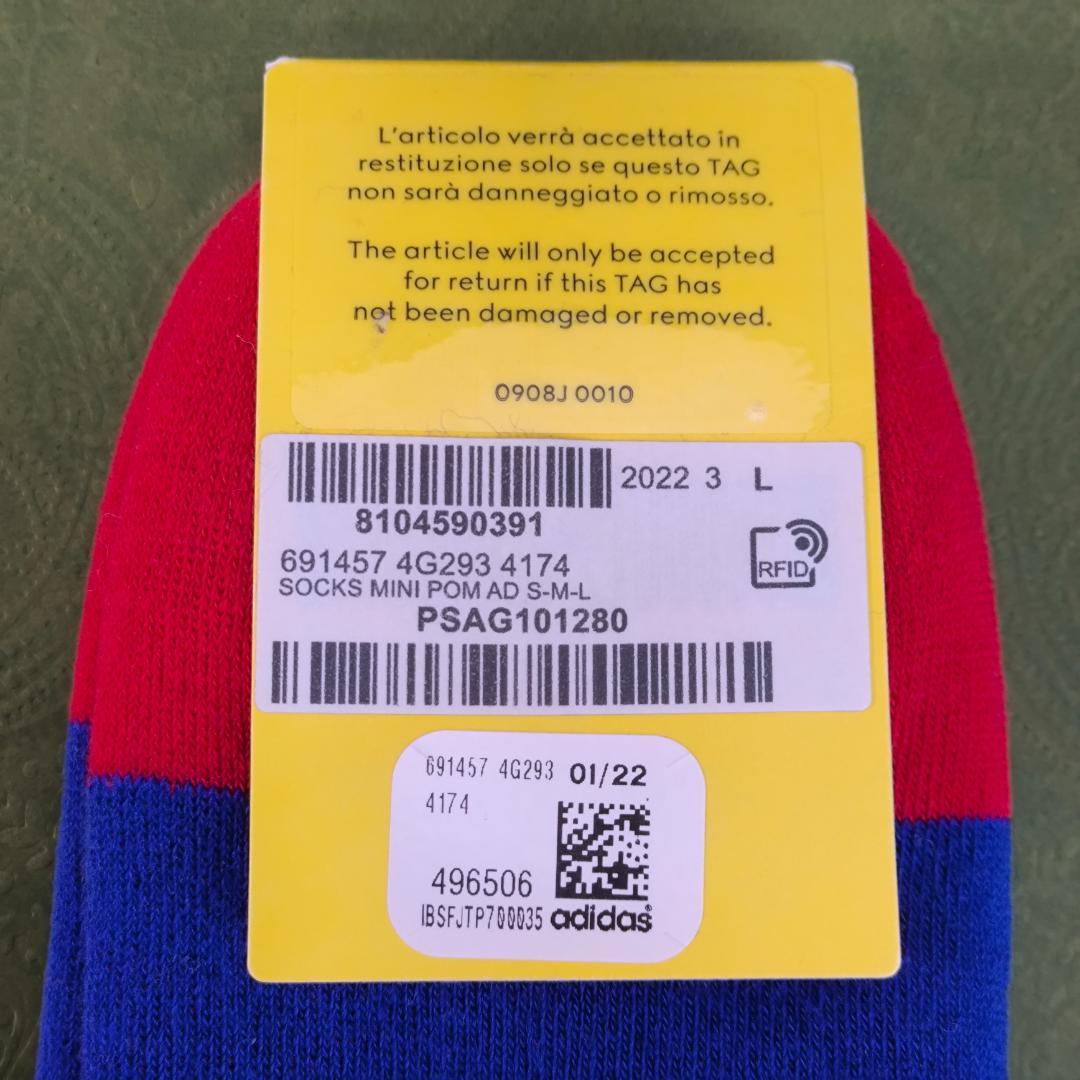 L'articolo verrà accettato in
restituzione solo se questo TAG
non sarà danneggiato o rimosso.
The article will only be accepted
for return if this TAG has
not been damaged or removed.
0908J 0010
2022 3 L
8104590391
691457 4G293 4174
SOCKS MINI POM AD S-M-L
RFID
PSAG101280
691457 4G293 01/22
4174
496506
IBSFJTP700035 adidas®